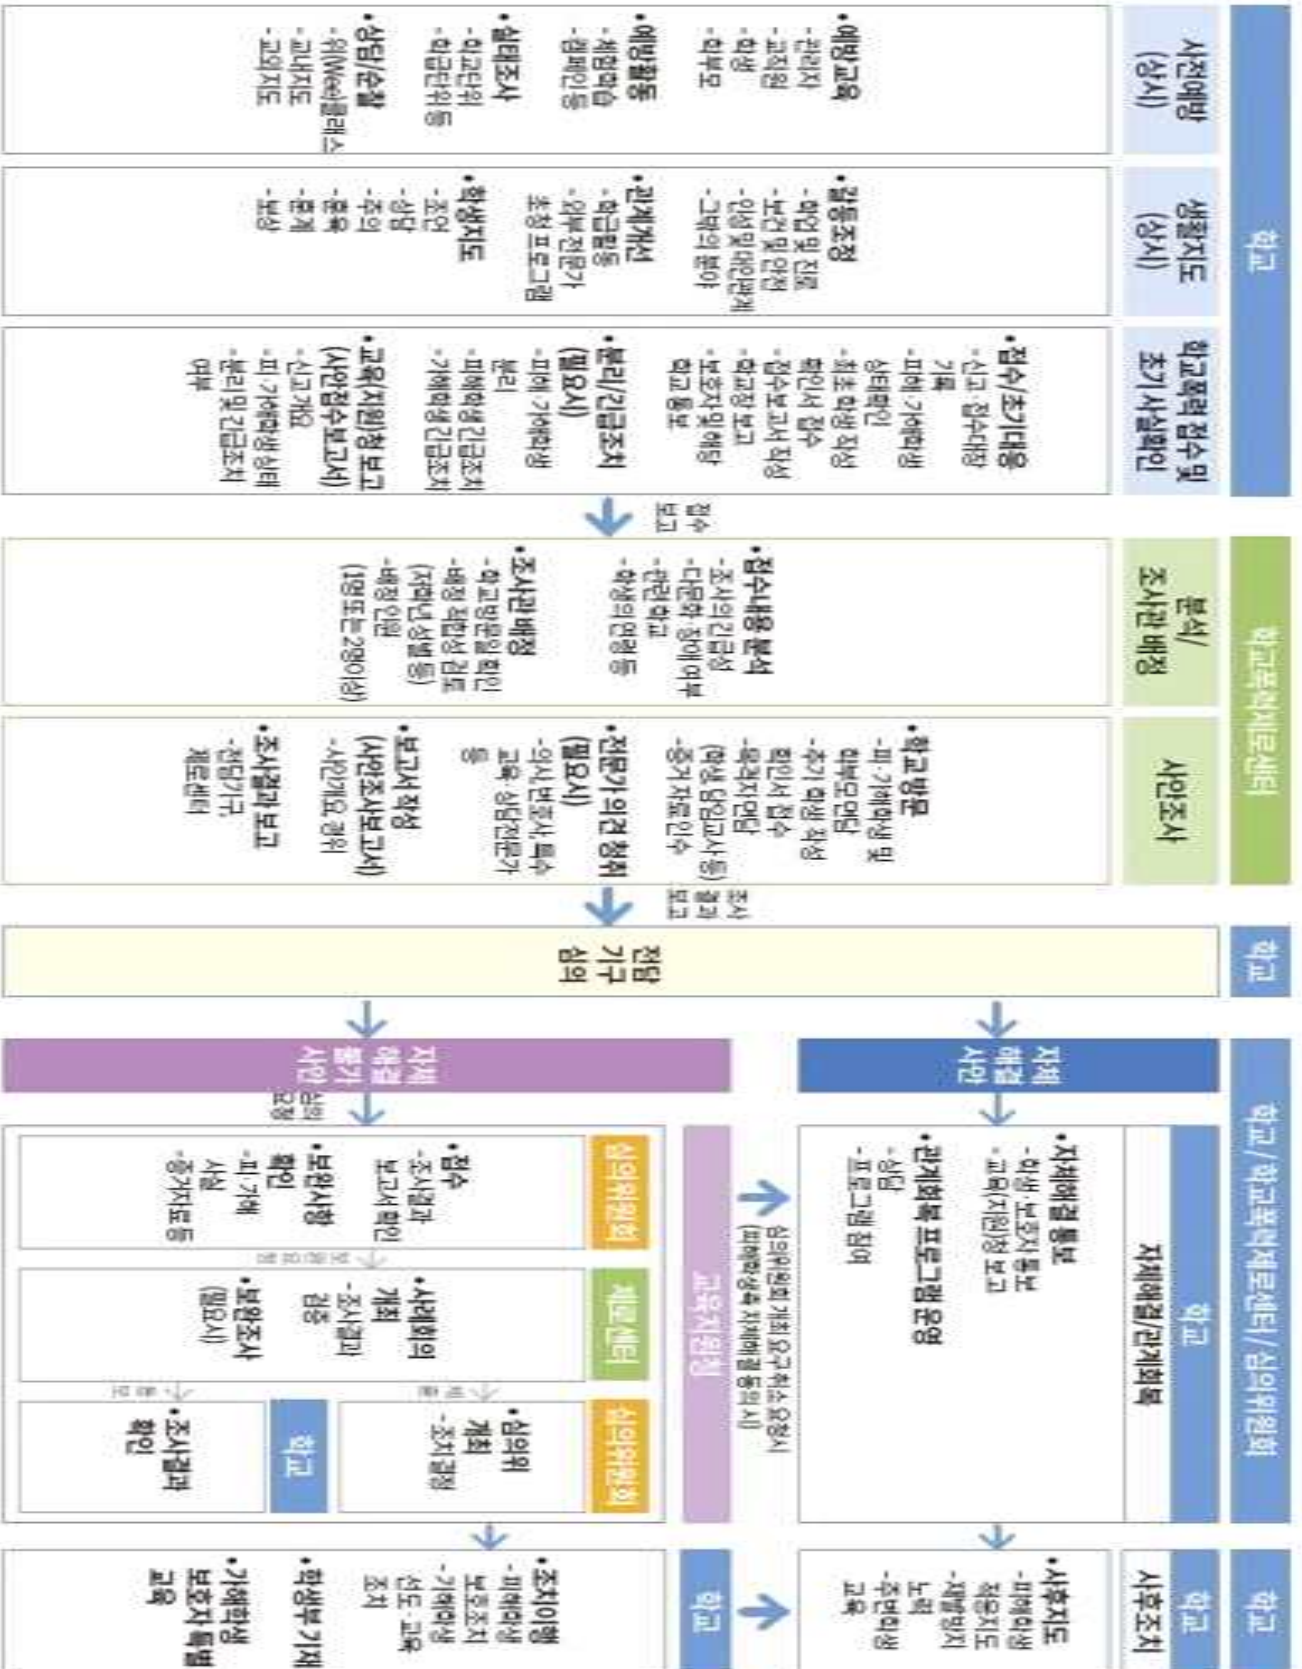 학교
사전예방
(상시)
• 예방교육
- 관리자
- 교직원
- 학생
- 학부모
• 예방활동
- 체험학습
- 캠페인 등
• 실태조사
- 학교단위
- 학급단위 등
• 상담/순찰
- 위(Wee)클래스
- 교내지도
- 교외지도
생활지도
(상시)
• 갈등조정
- 학업 및 진로
- 보건 및 안전
- 인성 및 대인관계
- 그밖의 분야
• 관계개선
- 학급활동
- 외부 전문가
초청 프로그램
• 학생지도
- 조언
- 상담
- 주의
- 훈육
- 훈계
- 보상
학교폭력 접수 및
초기 사실확인
• 접수/초기대응
- 신고·접수대장
기록
- 피해·가해학생
상태확인
- 최초 학생 작성
확인서 접수
- 접수보고서 작성
- 학교장 보고
- 보호자 및 해당
학교 통보
• 분리/긴급조치
(필요시)
- 피해·가해학생
분리
- 피해학생 긴급조치
- 가해학생 긴급조치
• 교육(지원)청 보고
(사안접수보고서)
- 신고 개요
- 피·가해학생 상태
- 분리 및 긴급조치
여부
접수
보고
학교폭력제로센터
분석/
조사관 배정
• 접수내용 분석
- 조사의 긴급성
- 다문화·장애 여부
- 관련 학교
- 학생의 연령 등
• 조사관 배정
- 학교 방문일 확인
- 배정 적합성 검토
(저학년 성별 등)
- 배정 인원
(1명 또는 2명이상)
사안조사
• 학교 방문
- 피·가해학생 및
학부모 면담
- 추가 학생 작성
확인서 접수
- 목격자 면담
(학생 담임교사 등)
- 증거 자료 인수
• 전문가 의견 청취
(필요시)
- 의사, 변호사, 특수
교육·상담전문가
등
• 보고서 작성
(사안조사보고서)
- 사안개요 경위
• 조사결과 보고
- 전담기구,
제로센터
조사
결과
보고
학교
전담
기구
심의
학교 / 학교폭력제로센터 / 심의위원회
자체
해결
사안
학교
자체해결/관계회복
• 자체해결 통보
- 학생·보호자 통보
- 교육(지원)청 보고
• 관계회복 프로그램 운영
- 상담
- 프로그램 참여
심의위원회 개최 요구 취소 요청시
(피해학생측 자체해결 동의 시)
자체
해결
불가
사안
심의
요청
교육지원청
심의위원회
• 접수
- 조사결과
보고서 확인
• 보완사항
확인
- 피·가해
사실
- 증거자료 등
보완요청
제로센터
• 사례회의
개최
- 조사결과
검증
• 보완조사
(필요시)
제출
통보
심의위원회
• 심의위
개최
- 조치결정
학교
• 조사결과
확인
학교
학교
사후조치
• 사후지도
- 피해학생
적응지도
- 재발방지
노력
- 주변학생
교육
학교
• 조치이행
- 피해학생
보호조치
- 가해학생
선도·교육
조치
• 학생부 기재
• 가해학생
보호자 특별
교육